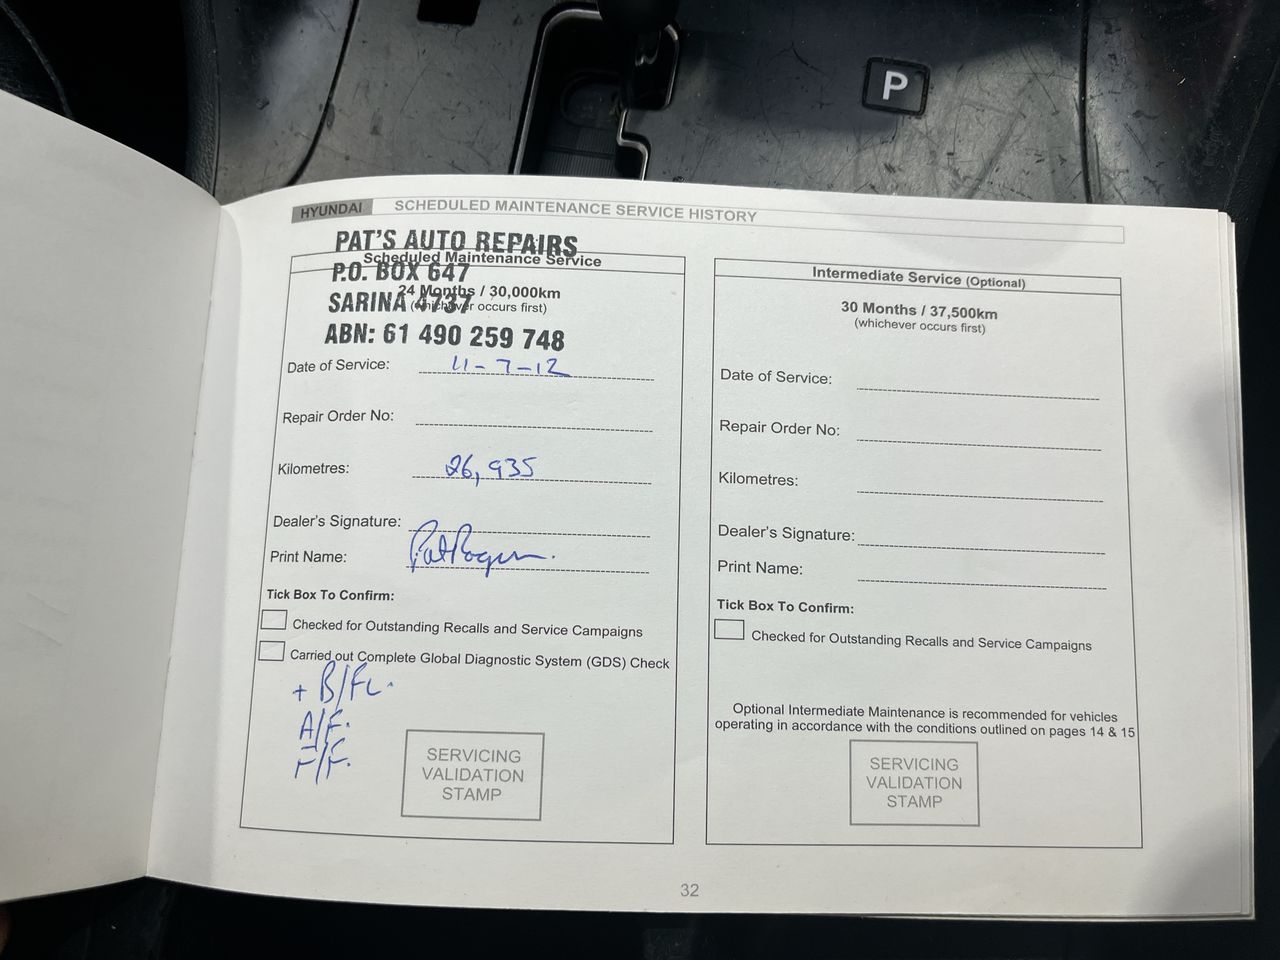 P
HYUNDAI SCHEDULED MAINTENANCE SERVICE HISTORY
PAT'S AUTO REPAIRS
Scheduled Maintenance Service
P.O. BOX 647
24 Months / 30,000km
SARINA 4737
(whichever occurs first)
ABN: 61 490 259 748
Date of Service: 11-7-12
Repair Order No:
Kilometres: 26,935
Dealer's Signature:
Print Name: Pat
Tick Box To Confirm:
Checked for Outstanding Recalls and Service Campaigns
Carried out Complete Global Diagnostic System (GDS) Check
+ B/FL.
A/F.
F/F.
SERVICING
VALIDATION
STAMP
Intermediate Service (Optional)
30 Months / 37,500km
(whichever occurs first)
Date of Service:
Repair Order No:
Kilometres:
Dealer's Signature:
Print Name:
Tick Box To Confirm:
Checked for Outstanding Recalls and Service Campaigns
Optional Intermediate Maintenance is recommended for vehicles
operating in accordance with the conditions outlined on pages 14 & 15
SERVICING
VALIDATION
STAMP
32